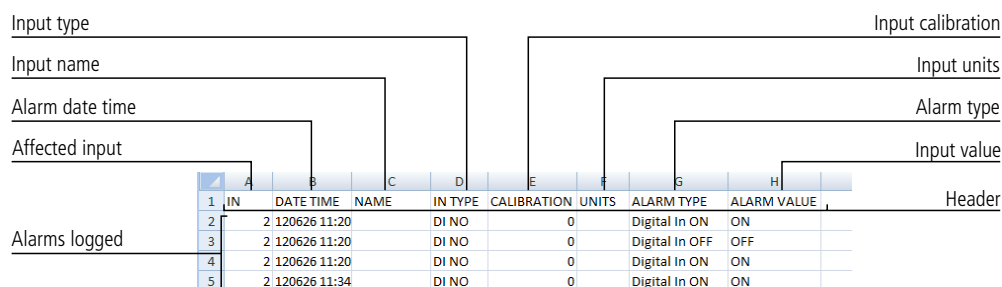 Input type
Input calibration
Input name
Input units
Alarm date time
Alarm type
Affected input
Input value
A B C D E F G H
1 IN DATE TIME NAME IN TYPE CALIBRATION UNITS ALARM TYPE ALARM VALUE
Header
2 2 120626 11:20 DI NO 0 Digital In ON ON
Alarms logged
3 2 120626 11:20 DI NO 0 Digital In OFF OFF
4 2 120626 11:20 DI NO 0 Digital In ON ON
5 2 120626 11:34 DI NO 0 Digital In ON ON